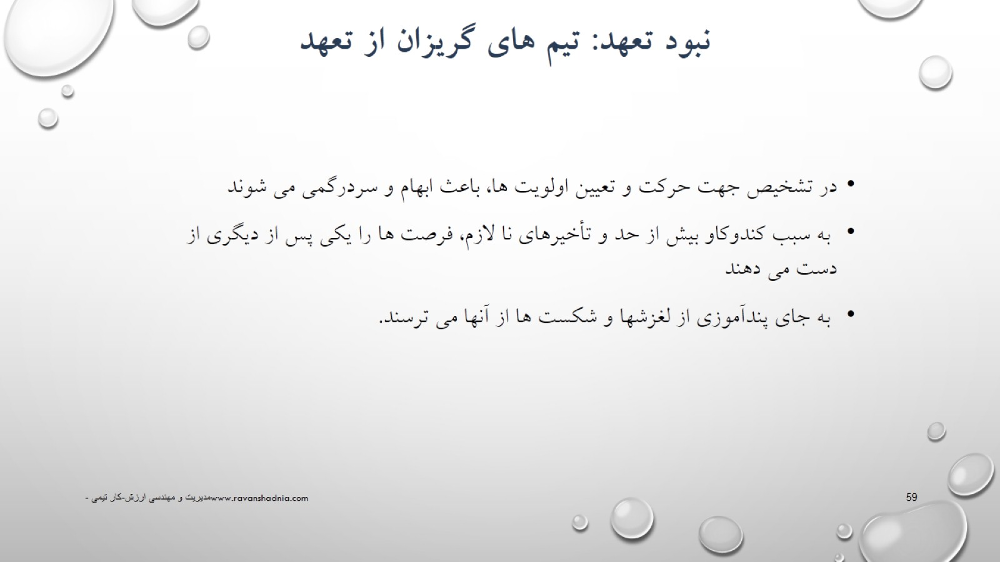 نبود تعهد: تیم های گریزان از تعهد
• در تشخیص جهت حرکت و تعیین اولویت ها، باعث ابهام و سردرگمی می شوند
• به سبب کندوکاو بیش از حد و تأخیرهای نا لازم، فرصت ها را یکی پس از دیگری از
دست می دهند
• به جای پندآموزی از لغزشها و شکست ها از آنها می ترسند.
مدیریت و مهندسی ارزش-کار تیمی - www.ravanshadnia.com
59